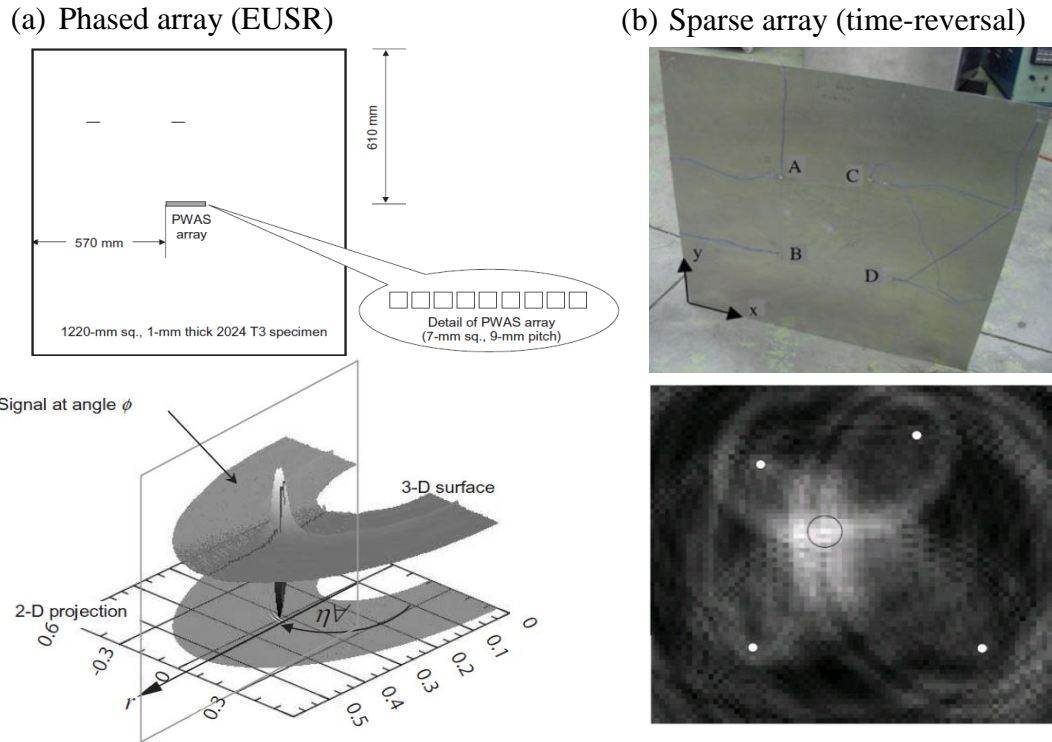 (a) Phased array (EUSR)
610 mm
PWAS
array
570 mm
1220-mm sq., 1-mm thick 2024 T3 specimen
Detail of PWAS array
(7-mm sq., 9-mm pitch)
Signal at angle ϕ
3-D surface
2-D projection
0.6
-0.3
0
0.3
r
0.5
0.4
0.3
0.2
0.1
0
(b) Sparse array (time-reversal)
A
C
B
D
y
x